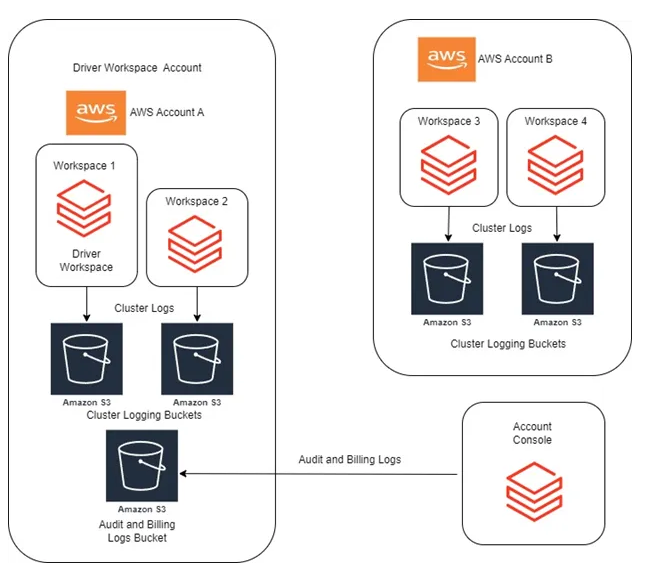 Driver Workspace Account
aws
AWS Account A
Workspace 1
Driver
Workspace
Workspace 2
Cluster Logs
Amazon S3
Amazon S3
Cluster Logging Buckets
Amazon S3
Audit and Billing
Logs Bucket
aws
AWS Account B
Workspace 3
Workspace 4
Cluster Logs
Amazon S3
Amazon S3
Cluster Logging Buckets
Audit and Billing Logs
Account
Console